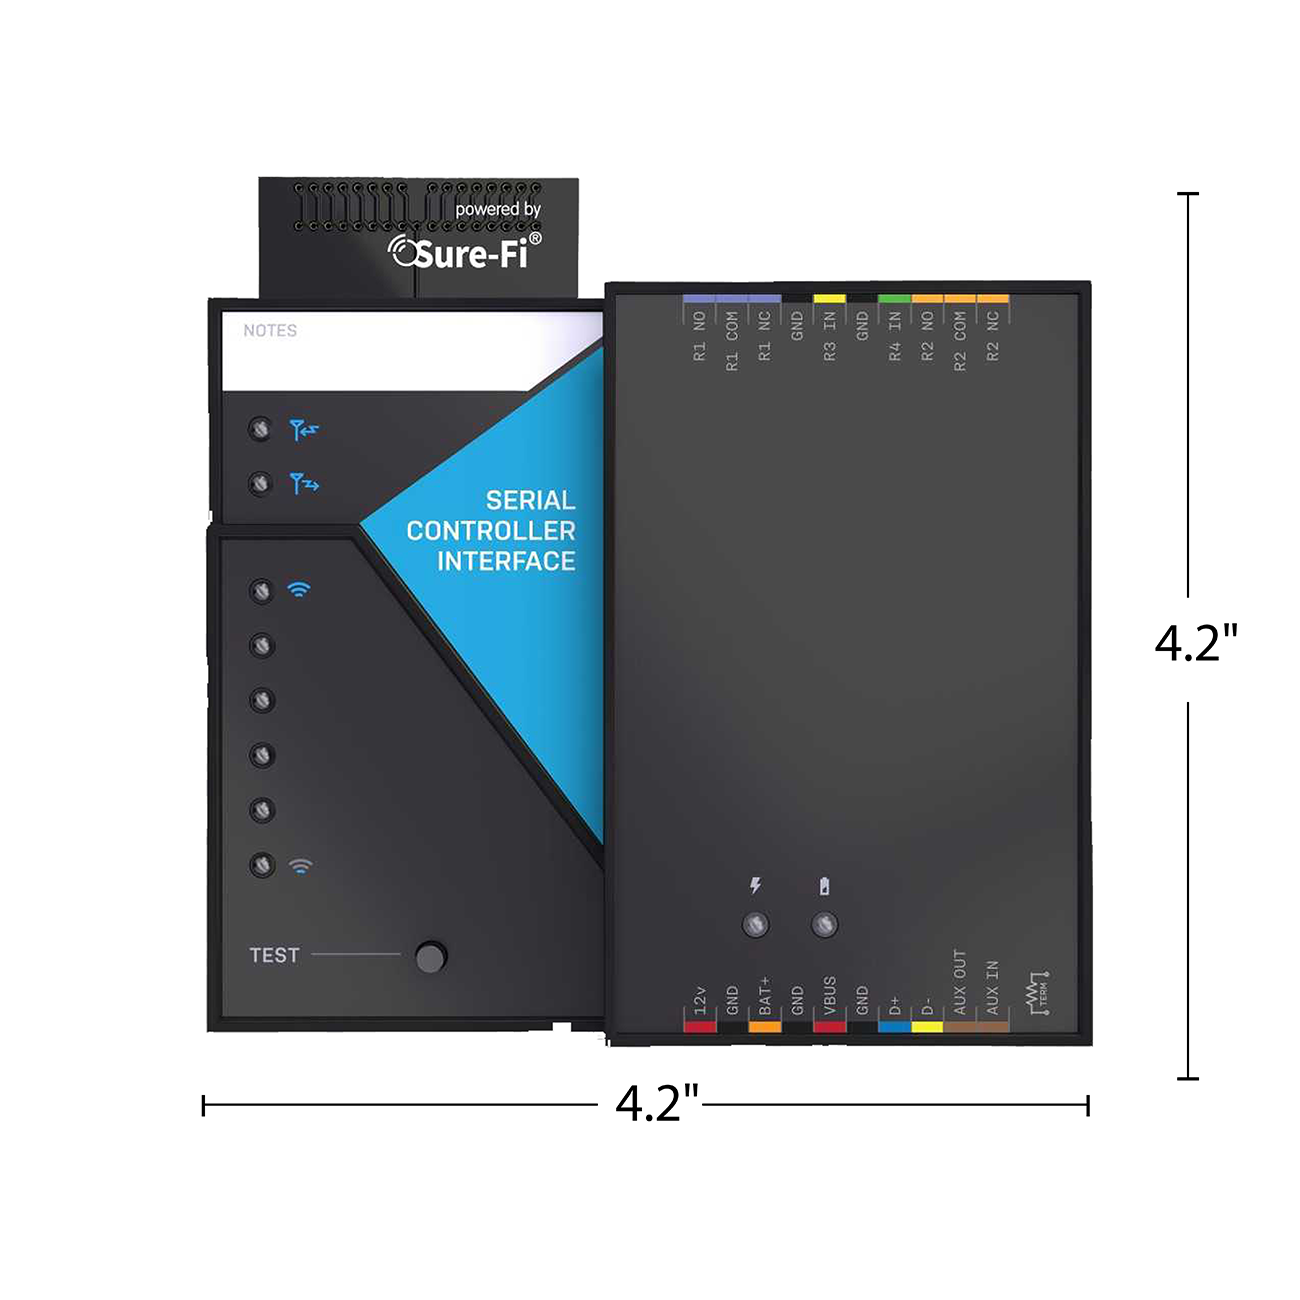 powered by
Sure-Fi®
NOTES
SERIAL
CONTROLLER
INTERFACE
TEST
R1 NO
R1 COM
R1 NC
GND
R3 IN
GND
R4 IN
R2 NO
R2 COM
R2 NC
12v
GND
BAT+
GND
VBUS
GND
D+
D-
AUX OUT
AUX IN
TERM
4.2"
4.2"